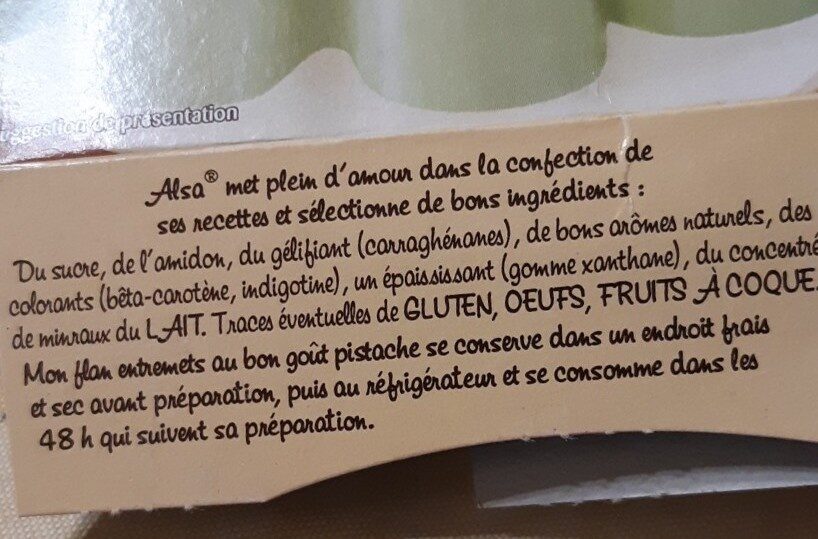 suggestion de présentation
Alsa® met plein d'amour dans la confection de
ses recettes et sélectionne de bons ingrédients :
Du sucre, de l'amidon, du gélifiant (carraghénanes), de bons arômes naturels, des
colorants (bêta-carotène, indigotine), un épaississant (gomme xanthane), du concentré
de minraux du LAIT. Traces éventuelles de GLUTEN, OEUFS, FRUITS À COQUE.
Mon flan entremets au bon goût pistache se conserve dans un endroit frais
et sec avant préparation, puis au réfrigérateur et se consomme dans les
48 h qui suivent sa préparation.